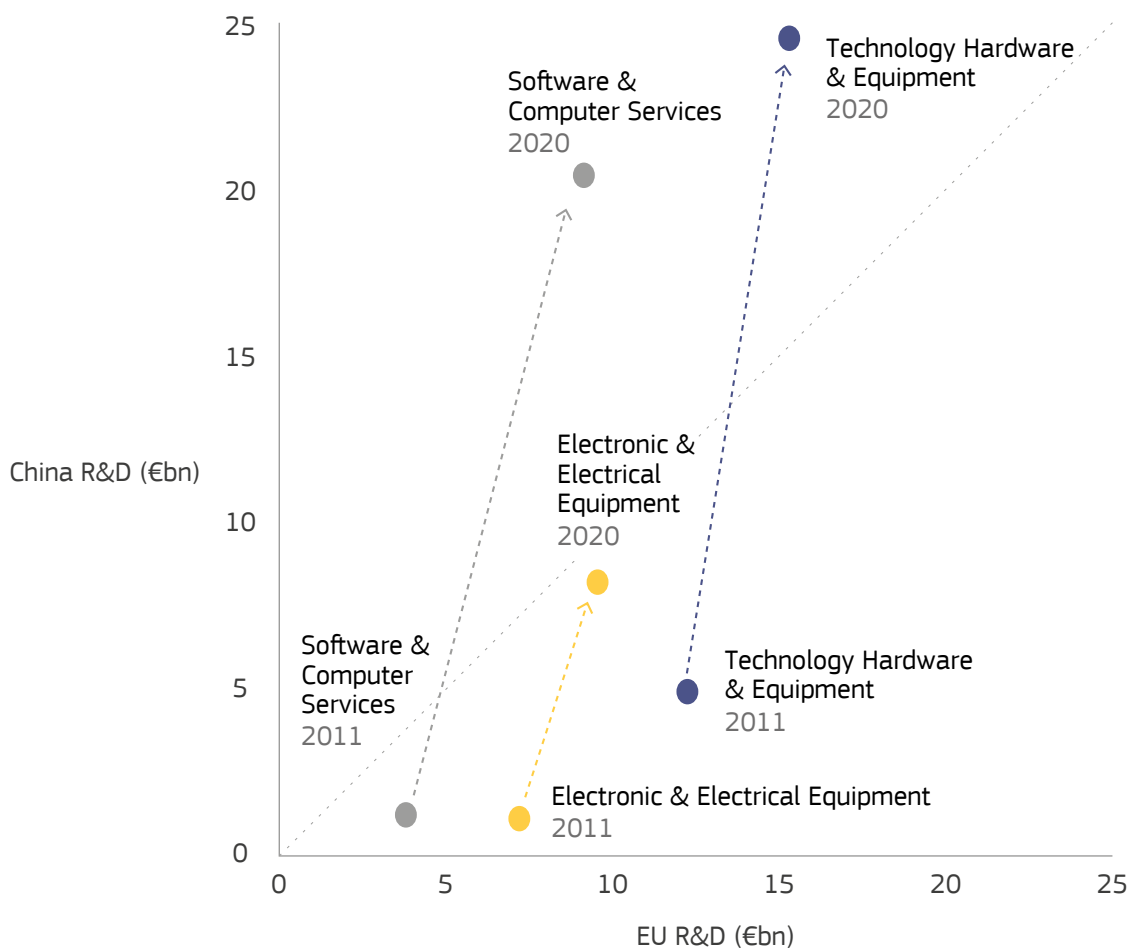 25
Technology Hardware
& Equipment
2020
Software &
Computer Services
2020
20
15
Electronic &
Electrical
Equipment
2020
China R&D (€bn)
10
Software &
Computer
Services
2011
Technology Hardware
& Equipment
2011
5
Electronic & Electrical Equipment
2011
0
0 5 10 15 20 25
EU R&D (€bn)